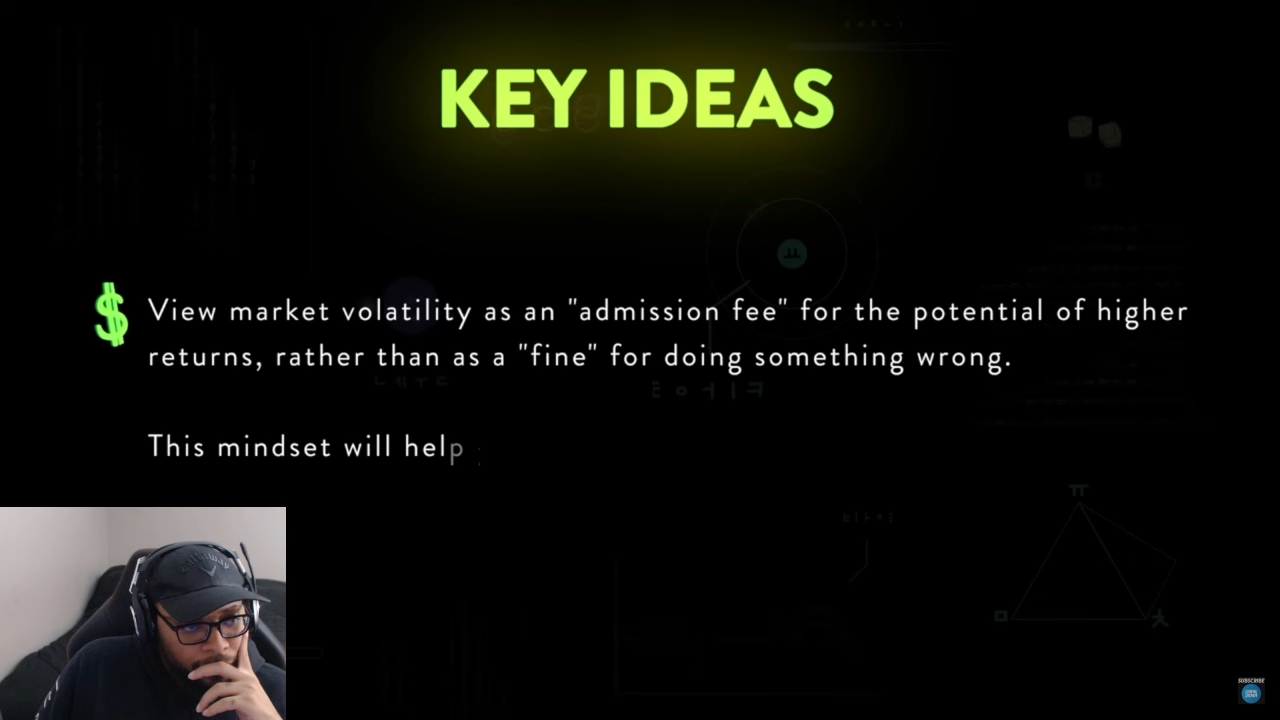 KEY IDEAS
$ View market volatility as an "admission fee" for the potential of higher
returns, rather than as a "fine" for doing something wrong.
This mindset will help
SUBSCRIBE